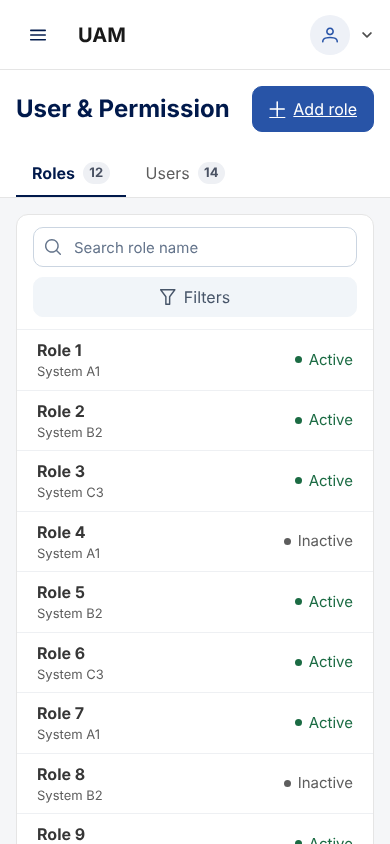 UAM
User & Permission
Add role
Roles 12 Users 14
Search role name
Filters
Role 1
System A1
Active
Role 2
System B2
Active
Role 3
System C3
Active
Role 4
System A1
Inactive
Role 5
System B2
Active
Role 6
System C3
Active
Role 7
System A1
Active
Role 8
System B2
Inactive
Role 9
Active